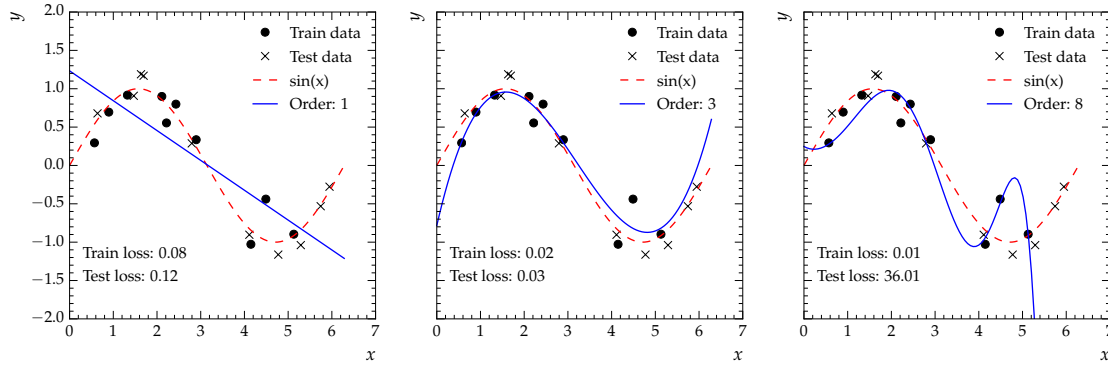 y
2.0
1.5
1.0
0.5
0.0
−0.5
−1.0
−1.5
−2.0
0 1 2 3 4 5 6 7
x
Train data
Test data
sin(x)
Order: 1
Train loss: 0.08
Test loss: 0.12
y
0 1 2 3 4 5 6 7
x
Train data
Test data
sin(x)
Order: 3
Train loss: 0.02
Test loss: 0.03
y
0 1 2 3 4 5 6 7
x
Train data
Test data
sin(x)
Order: 8
Train loss: 0.01
Test loss: 36.01